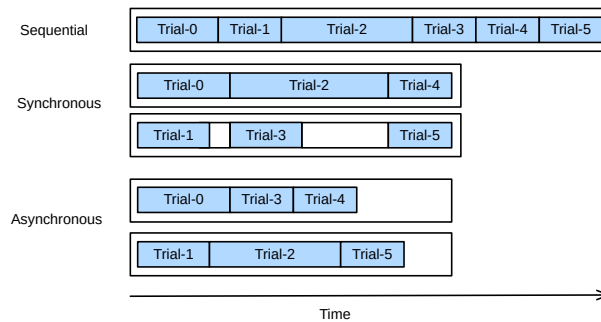 Sequential
Trial-0 Trial-1 Trial-2 Trial-3 Trial-4 Trial-5
Synchronous
Trial-0 Trial-2 Trial-4
Trial-1 Trial-3 Trial-5
Asynchronous
Trial-0 Trial-3 Trial-4
Trial-1 Trial-2 Trial-5
Time